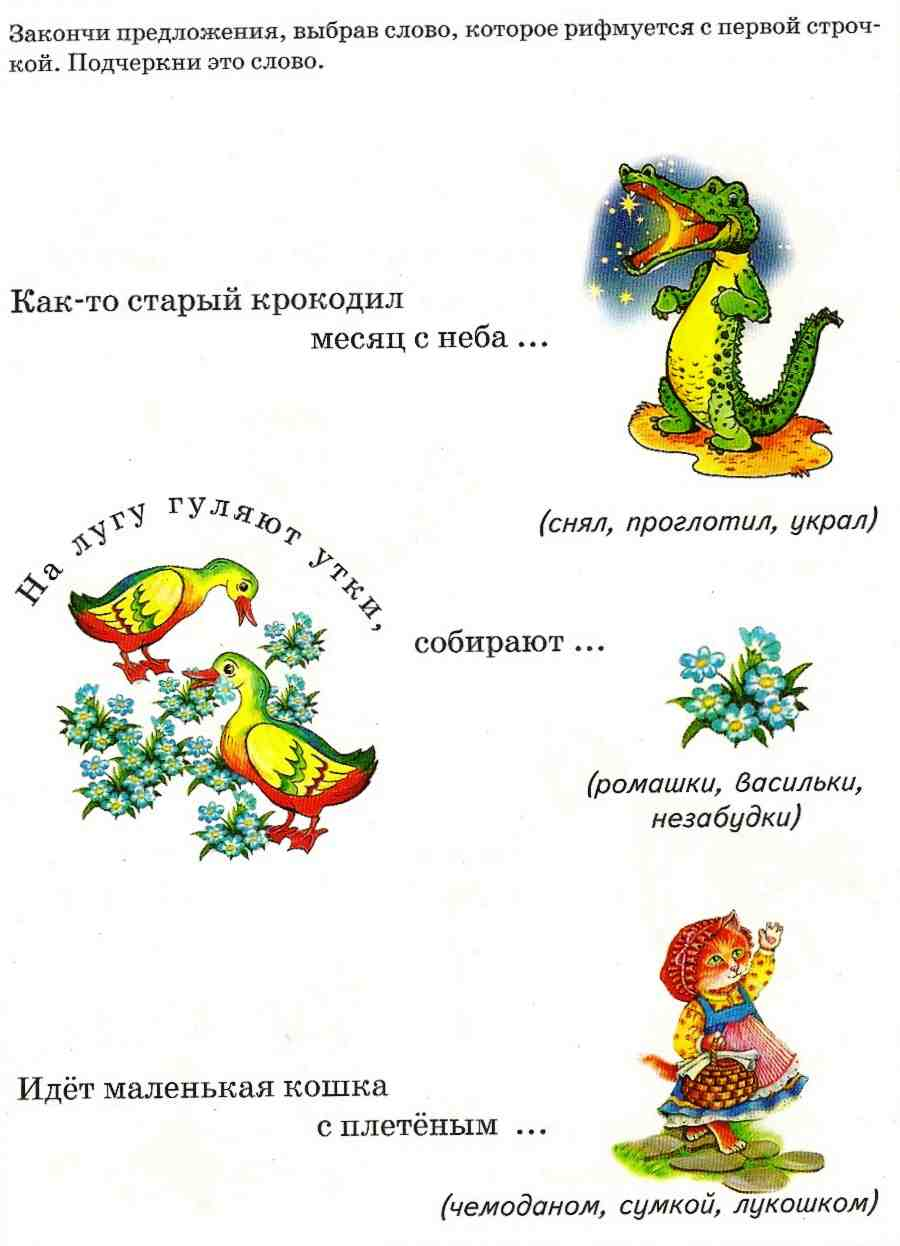 Закончи предложения, выбрав слово, которое рифмуется с первой строч-
кой. Подчеркни это слово.
Как-то старый крокодил
месяц с неба ...
(снял, проглотил, украл)
На лугу гуляют утки,
собирают ...
(ромашки, васильки,
незабудки)
Идёт маленькая кошка
с плетёным ...
(чемоданом, сумкой, лукошком)